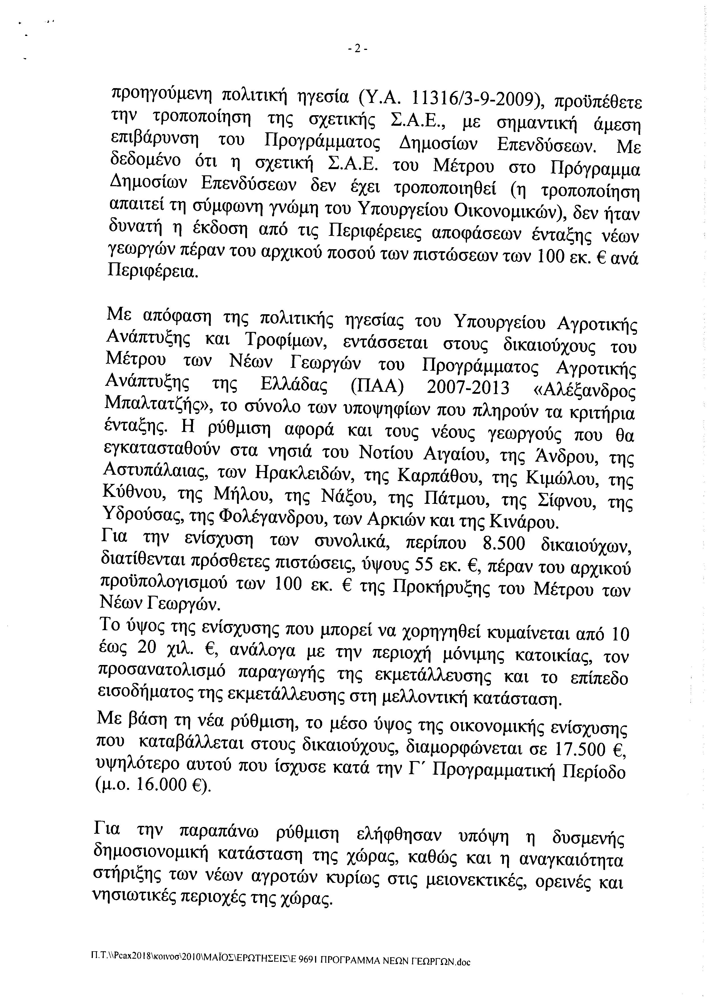 - 2 -
προηγούμενη πολιτική ηγεσία (Υ.Α. 11316/3-9-2009), προϋπέθετε
την τροποποίηση της σχετικής Σ.Α.Ε., με σημαντική άμεση
επιβάρυνση του Προγράμματος Δημοσίων Επενδύσεων. Με
δεδομένο ότι η σχετική Σ.Α.Ε. του Μέτρου στο Πρόγραμμα
Δημοσίων Επενδύσεων δεν έχει τροποποιηθεί (η τροποποίηση
απαιτεί τη σύμφωνη γνώμη του Υπουργείου Οικονομικών), δεν ήταν
δυνατή η έκδοση από τις Περιφέρειες αποφάσεων ένταξης νέων
γεωργών πέραν του αρχικού ποσού των πιστώσεων των 100 εκ. € ανά
Περιφέρεια.
Με απόφαση της πολιτικής ηγεσίας του Υπουργείου Αγροτικής
Ανάπτυξης και Τροφίμων, εντάσσεται στους δικαιούχους του
Μέτρου των Νέων Γεωργών του Προγράμματος Αγροτικής
Ανάπτυξης της Ελλάδας (ΠΑΑ) 2007-2013 «Αλέξανδρος
Μπαλτατζής», το σύνολο των υποψηφίων που πληρούν τα κριτήρια
ένταξης. Η ρύθμιση αφορά και τους νέους γεωργούς που θα
εγκατασταθούν στα νησιά του Νοτίου Αιγαίου, της Άνδρου, της
Αστυπάλαιας, των Ηρακλειδών, της Καρπάθου, της Κιμώλου, της
Κύθνου, της Μήλου, της Νάξου, της Πάτμου, της Σίφνου, της
Υδρούσας, της Φολέγανδρου, των Αρκιών και της Κινάρου.
Για την ενίσχυση των συνολικά, περίπου 8.500 δικαιούχων,
διατίθενται πρόσθετες πιστώσεις, ύψους 55 εκ. €, πέραν του αρχικού
προϋπολογισμού των 100 εκ. € της Προκήρυξης του Μέτρου των
Νέων Γεωργών.
Το ύψος της ενίσχυσης που μπορεί να χορηγηθεί κυμαίνεται από 10
έως 20 χιλ. €, ανάλογα με την περιοχή μόνιμης κατοικίας, τον
προσανατολισμό παραγωγής της εκμετάλλευσης και το επίπεδο
εισοδήματος της εκμετάλλευσης στη μελλοντική κατάσταση.
Με βάση τη νέα ρύθμιση, το μέσο ύψος της οικονομικής ενίσχυσης
που καταβάλλεται στους δικαιούχους, διαμορφώνεται σε 17.500 €,
υψηλότερο αυτού που ίσχυσε κατά την Γ΄ Προγραμματική Περίοδο
(μ.ο. 16.000 €).
Για την παραπάνω ρύθμιση ελήφθησαν υπόψη η δυσμενής
δημοσιονομική κατάσταση της χώρας, καθώς και η αναγκαιότητα
στήριξης των νέων αγροτών κυρίως στις μειονεκτικές, ορεινές και
νησιωτικές περιοχές της χώρας.
Π.Τ.\\Pcax2018\κοινοσ\2010\ΜΑΪΟΣ\ΕΡΩΤΗΣΕΙΣ\Ε 9691 ΠΡΟΓΡΑΜΜΑ ΝΕΩΝ ΓΕΩΡΓΩΝ.doc